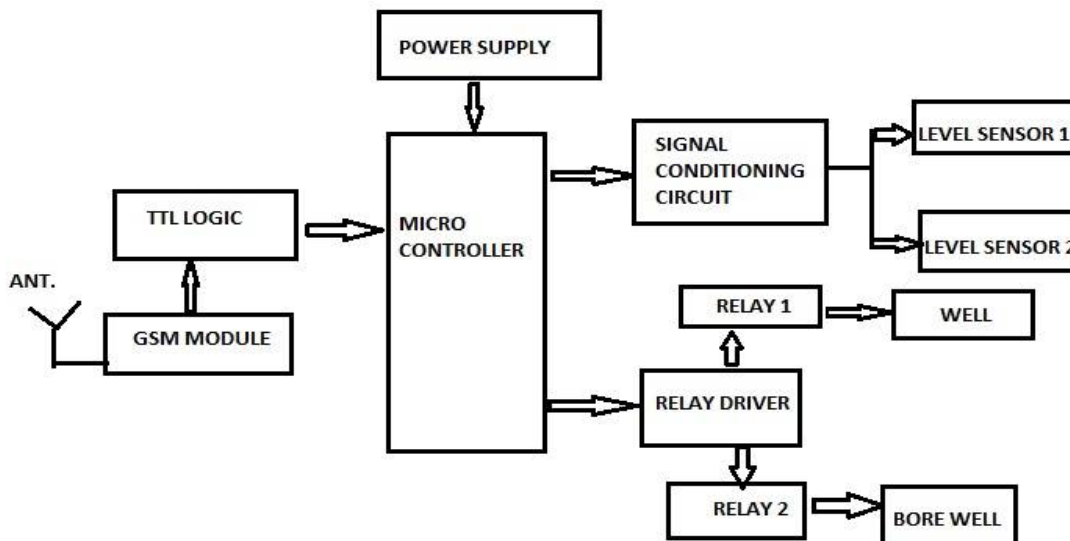 POWER SUPPLY
SIGNAL
CONDITIONING
CIRCUIT
LEVEL SENSOR 1
LEVEL SENSOR 2
TTL LOGIC
MICRO
CONTROLLER
ANT.
GSM MODULE
RELAY 1
WELL
RELAY DRIVER
RELAY 2
BORE WELL